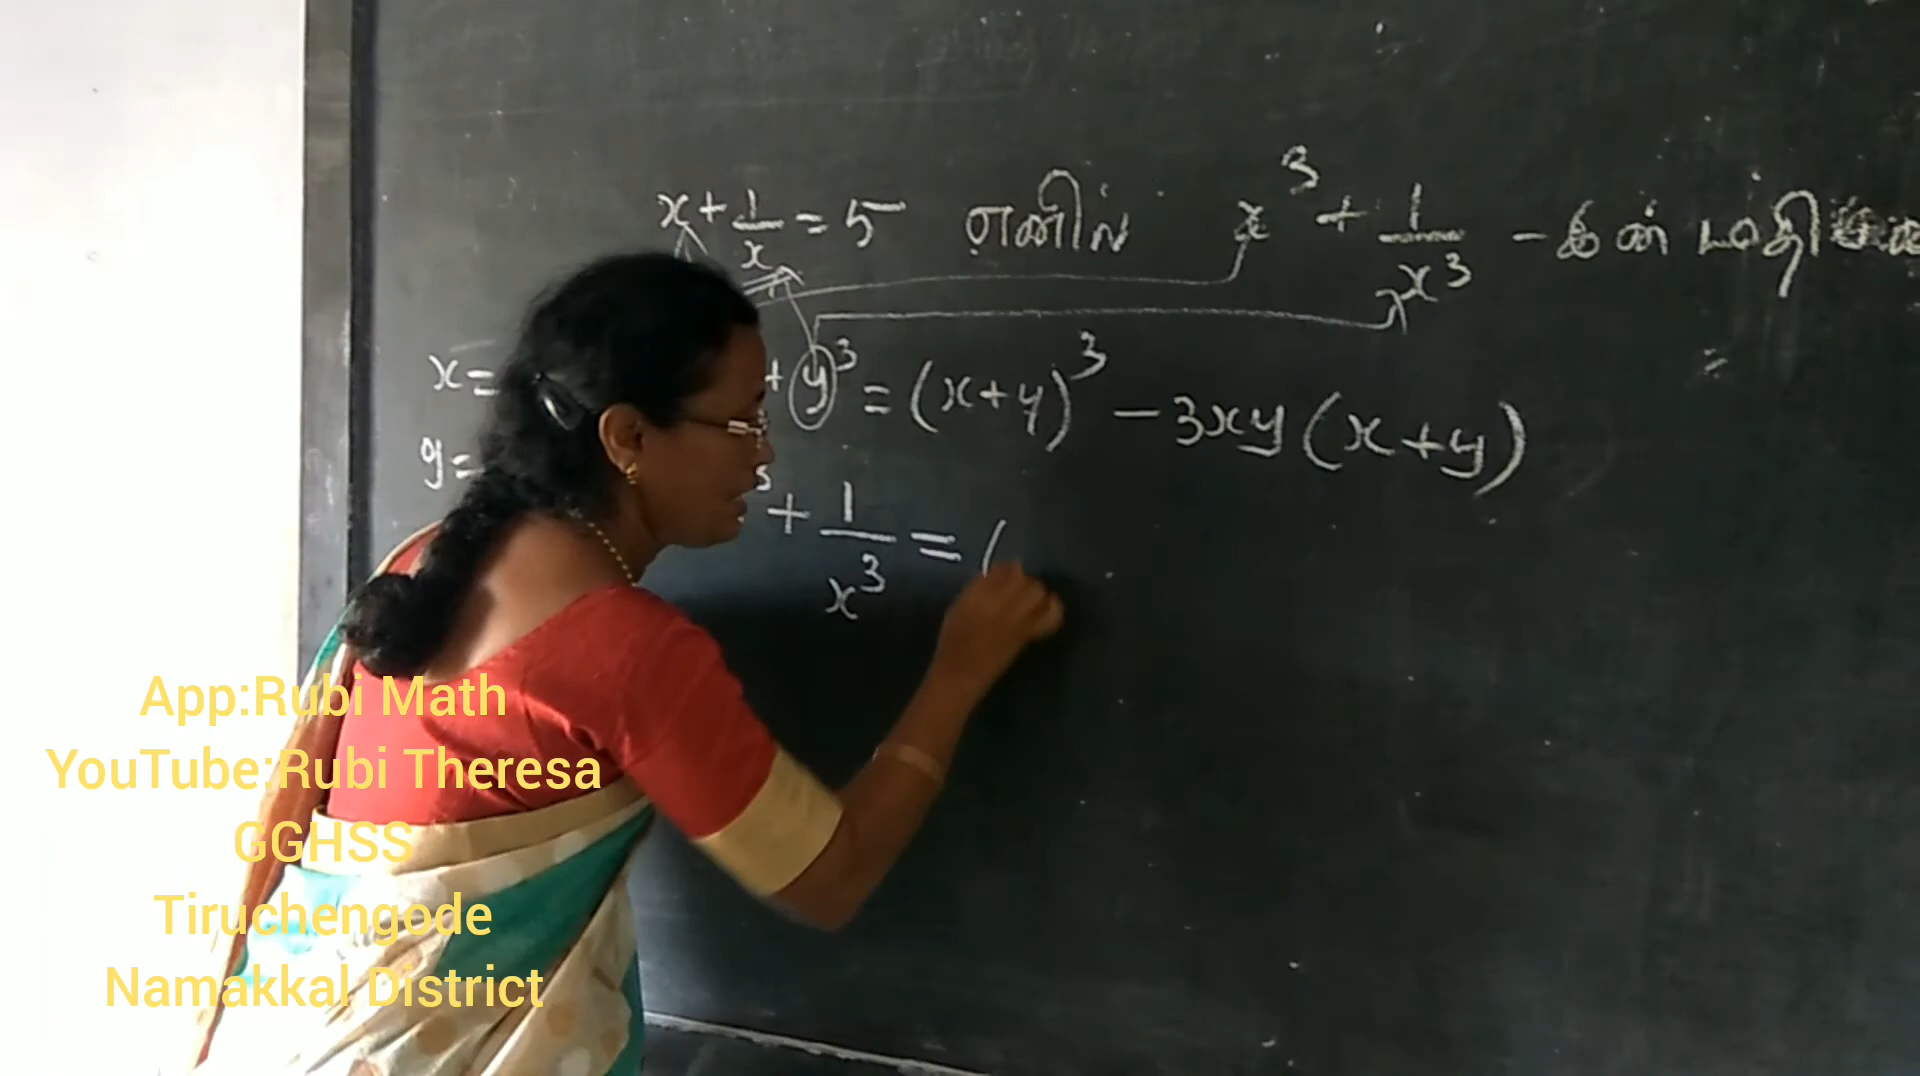 x + 1/x = 5 எனில் x³ + 1/x³ - இன் மதி
=
x = + y³ = (x+y)³ - 3xy (x+y)
y =
³ + 1/x³ = (
App:Rubi Math
YouTube:Rubi Theresa
GGHSS
Tiruchengode
Namakkal District